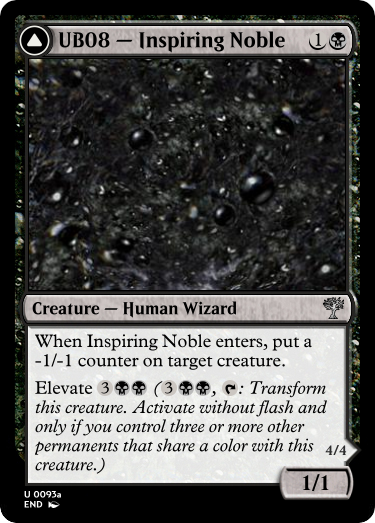 UB08 — Inspiring Noble 1
Creature — Human Wizard
When Inspiring Noble enters, put a
-1/-1 counter on target creature.
Elevate 3 (3, : Transform
this creature. Activate without flash and
only if you control three or more other
permanents that share a color with this
creature.)
4/4
1/1
U 0093a
END